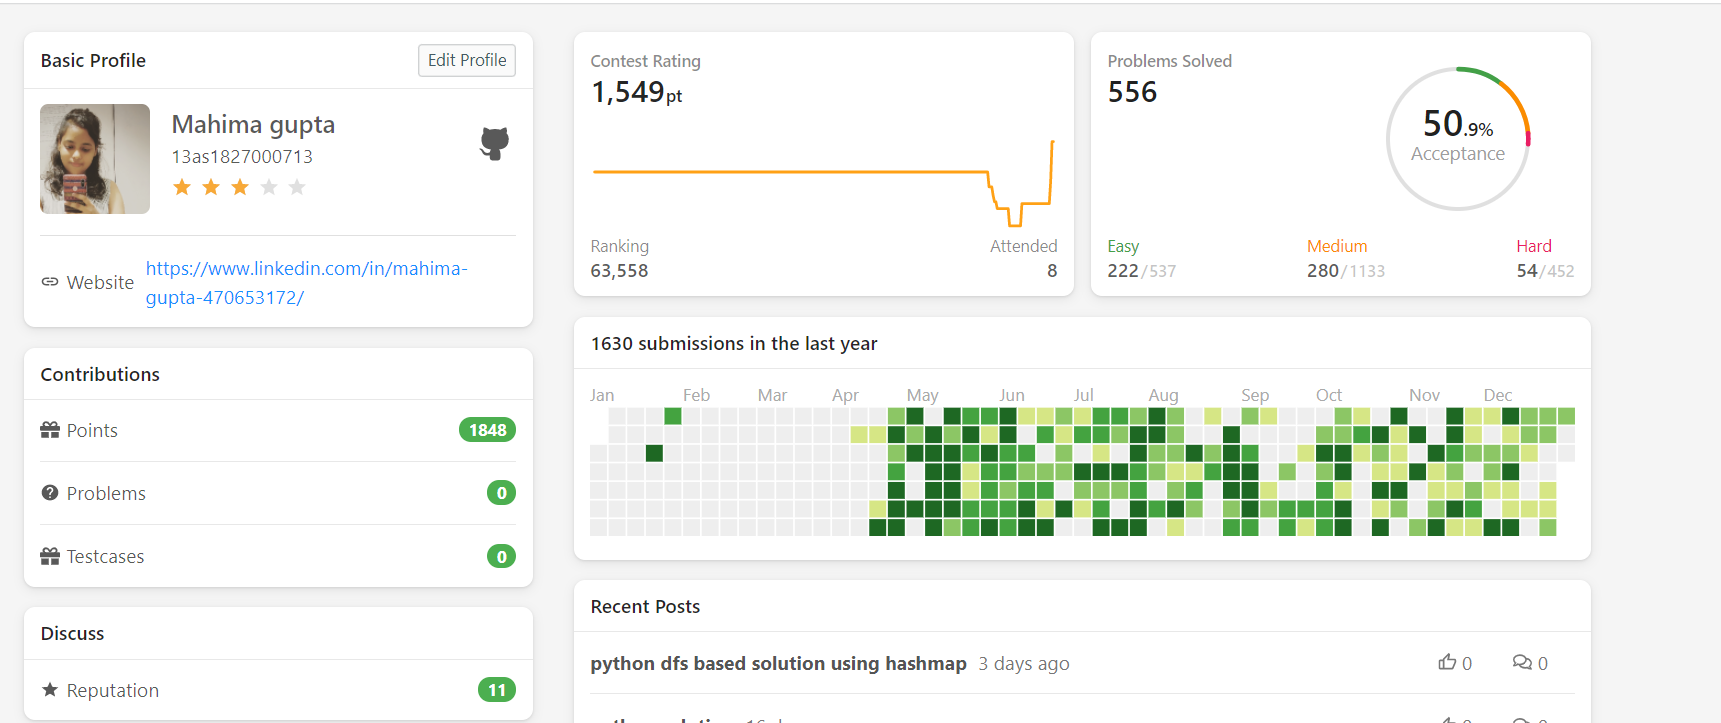 Basic Profile
Edit Profile
Mahima gupta
13as1827000713
Website
https://www.linkedin.com/in/mahima-
gupta-470653172/
Contributions
Points
1848
Problems
0
Testcases
0
Discuss
Reputation
11
Contest Rating
1,549pt
Ranking
Attended
63,558
8
Problems Solved
556
50.9%
Acceptance
Easy
Medium
Hard
222/537
280/1133
54/452
1630 submissions in the last year
Jan Feb Mar Apr May Jun Jul Aug Sep Oct Nov Dec
Recent Posts
python dfs based solution using hashmap 3 days ago
0 0